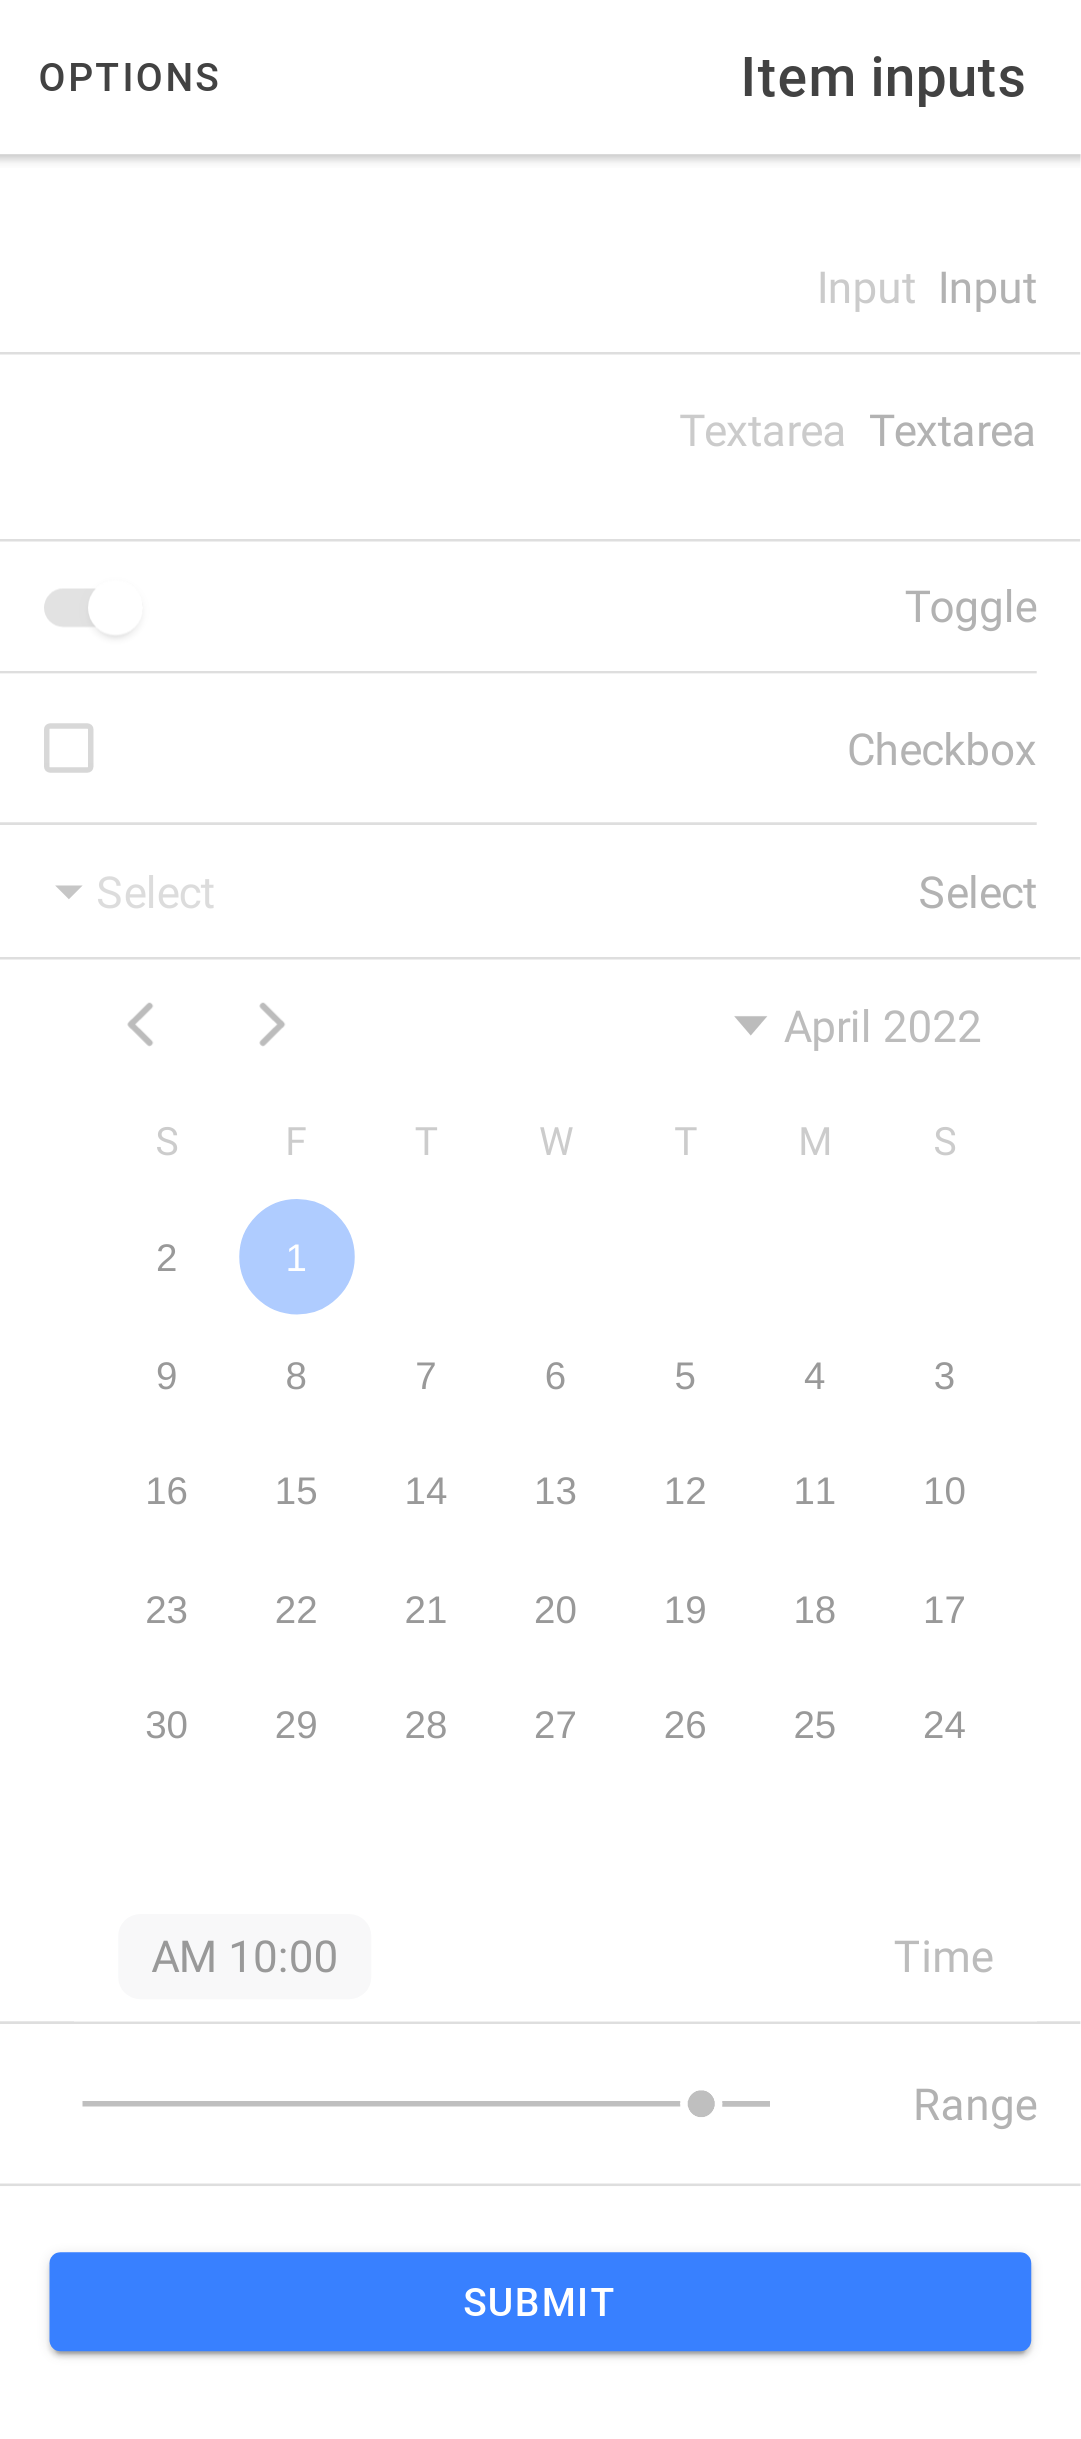 OPTIONS Item inputs
Input Input
Textarea Textarea
Toggle
Checkbox
Select Select
April 2022
S F T W T M S
2 1
9 8 7 6 5 4 3
16 15 14 13 12 11 10
23 22 21 20 19 18 17
30 29 28 27 26 25 24
AM 10:00 Time
Range
SUBMIT